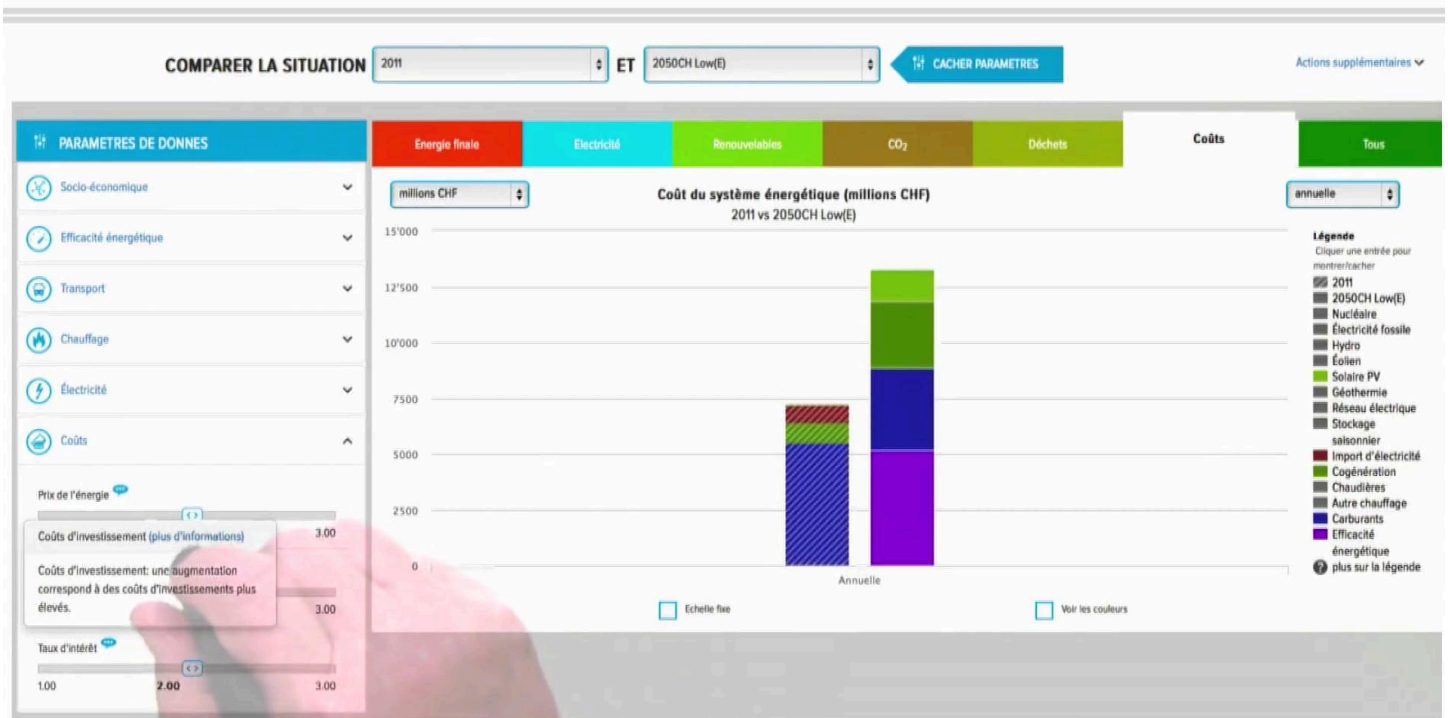 COMPARER LA SITUATION 2011 ET 2050CH Low(E) CACHER PARAMETRES Actions supplémentaires
PARAMETRES DE DONNES
Socio-économique
Efficacité énergétique
Transport
Chauffage
Électricité
Coûts
Prix de l'énergie
3.00
Coûts d'investissement (plus d'informations)
Coûts d'investissement: une augmentation
correspond à des coûts d'investissements plus
élevés.
3.00
Taux d'intérêt
1.00 2.00 3.00
Energie finale Electricité Renouvelables CO2 Déchets Coûts Tous
millions CHF
Coût du système énergétique (millions CHF)
2011 vs 2050CH Low(E)
annuelle
15'000
12'500
10'000
7500
5000
2500
0
Annuelle
Echelle fixe Voir les couleurs
Légende
Cliquer une entrée pour
montrer/cacher
2011
2050CH Low(E)
Nucléaire
Électricité fossile
Hydro
Éolien
Solaire PV
Géothermie
Réseau électrique
Stockage
saisonnier
Import d'électricité
Cogénération
Chaudières
Autre chauffage
Carburants
Efficacité
énergétique
plus sur la légende